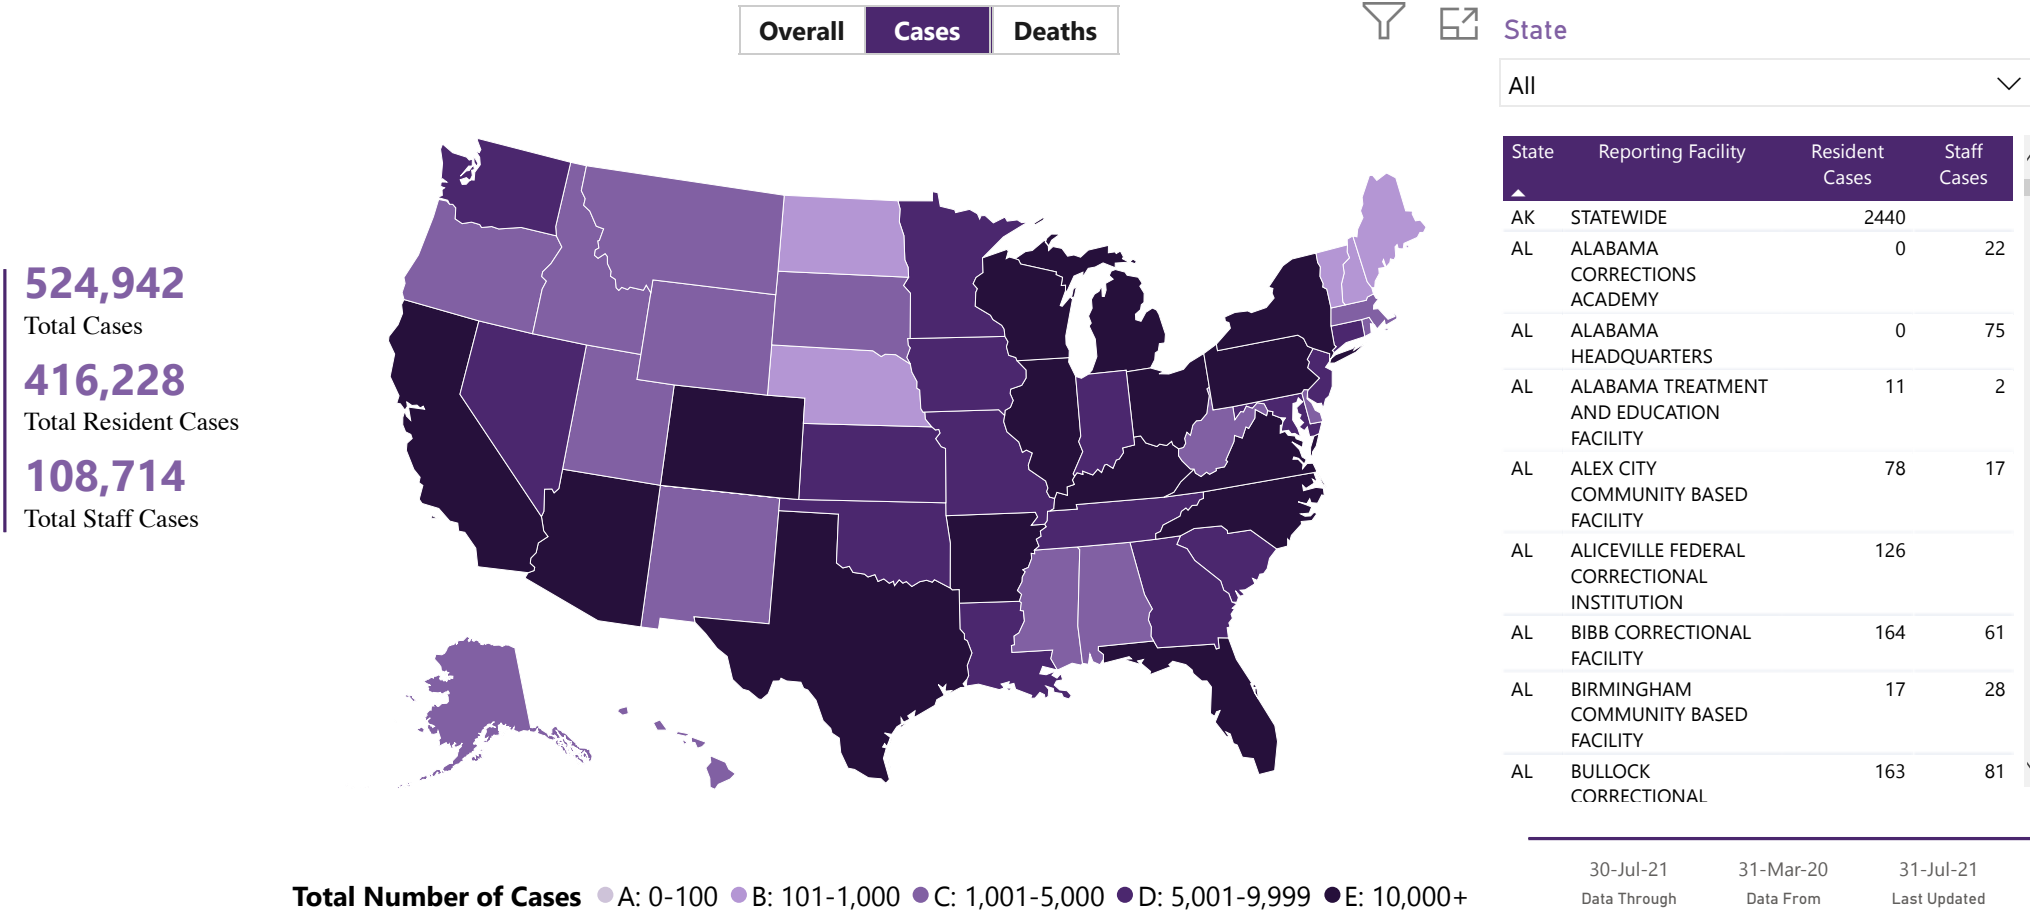 Overall Cases Deaths
State
All
524,942
Total Cases
416,228
Total Resident Cases
108,714
Total Staff Cases
State Reporting Facility Resident Cases Staff Cases
AK STATEWIDE 2440
AL ALABAMA 0 22
CORRECTIONS
ACADEMY
AL ALABAMA 0 75
HEADQUARTERS
AL ALABAMA TREATMENT 11 2
AND EDUCATION
FACILITY
AL ALEX CITY 78 17
COMMUNITY BASED
FACILITY
AL ALICEVILLE FEDERAL 126
CORRECTIONAL
INSTITUTION
AL BIBB CORRECTIONAL 164 61
FACILITY
AL BIRMINGHAM 17 28
COMMUNITY BASED
FACILITY
AL BULLOCK 163 81
CORRECTIONAL
30-Jul-21 31-Mar-20 31-Jul-21
Data Through Data From Last Updated
Total Number of Cases A: 0-100 B: 101-1,000 C: 1,001-5,000 D: 5,001-9,999 E: 10,000+